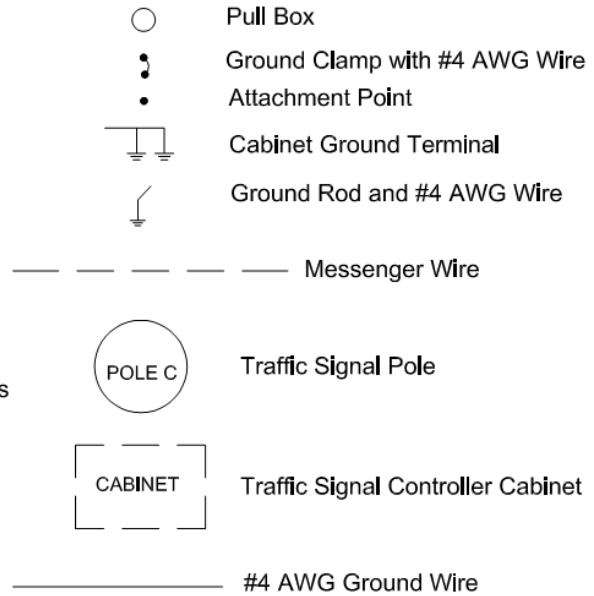 Pull Box
Ground Clamp with #4 AWG Wire
Attachment Point
Cabinet Ground Terminal
Ground Rod and #4 AWG Wire
Messenger Wire
POLE C
Traffic Signal Pole
s
CABINET
Traffic Signal Controller Cabinet
#4 AWG Ground Wire